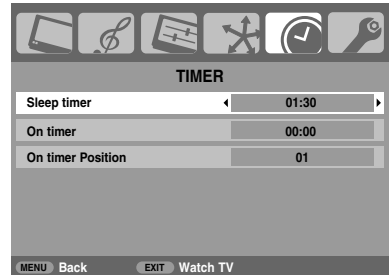 TIMER
Sleep timer 01:30
On timer 00:00
On timer Position 01
MENU Back EXIT Watch TV